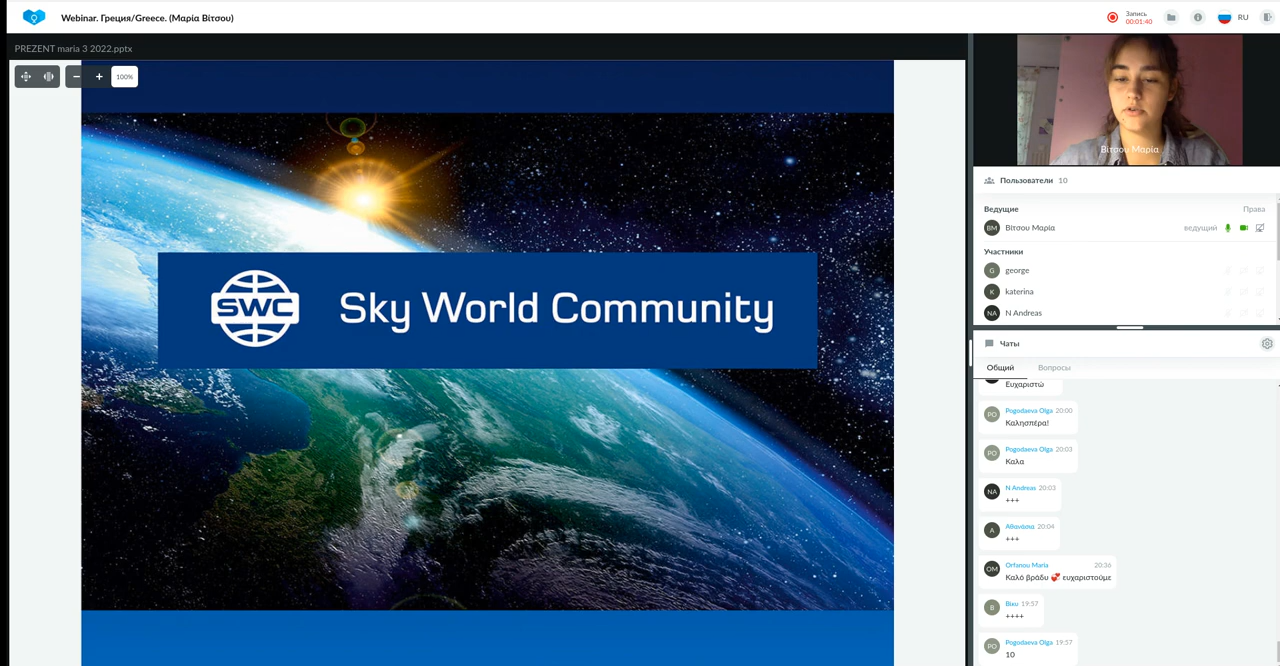 Webinar. Греция/Greece. (Μαρία Βίτσου)
Запись
00:01:40
RU
PREZENT maria 3 2022.pptx
100%
SWC Sky World Community
Βίτσου Μαρία
Пользователи 10
Ведущие Права
ΒΜ Βίτσου Μαρία ведущий
Участники
G george
K katerina
NA N Andreas
Чаты
Общий Вопросы
Ευχαριστώ
PO Pogodaeva Olga 20:00
Καλησπέρα!
PO Pogodaeva Olga 20:03
Καλα
NA N Andreas 20:03
+++
Α Αθανασια 20:04
+++
OM Orfanou Maria 20:36
Καλό βράδυ 💞 ευχαριστούμε
Β Βικυ 19:57
++++
PO Pogodaeva Olga 19:57
10